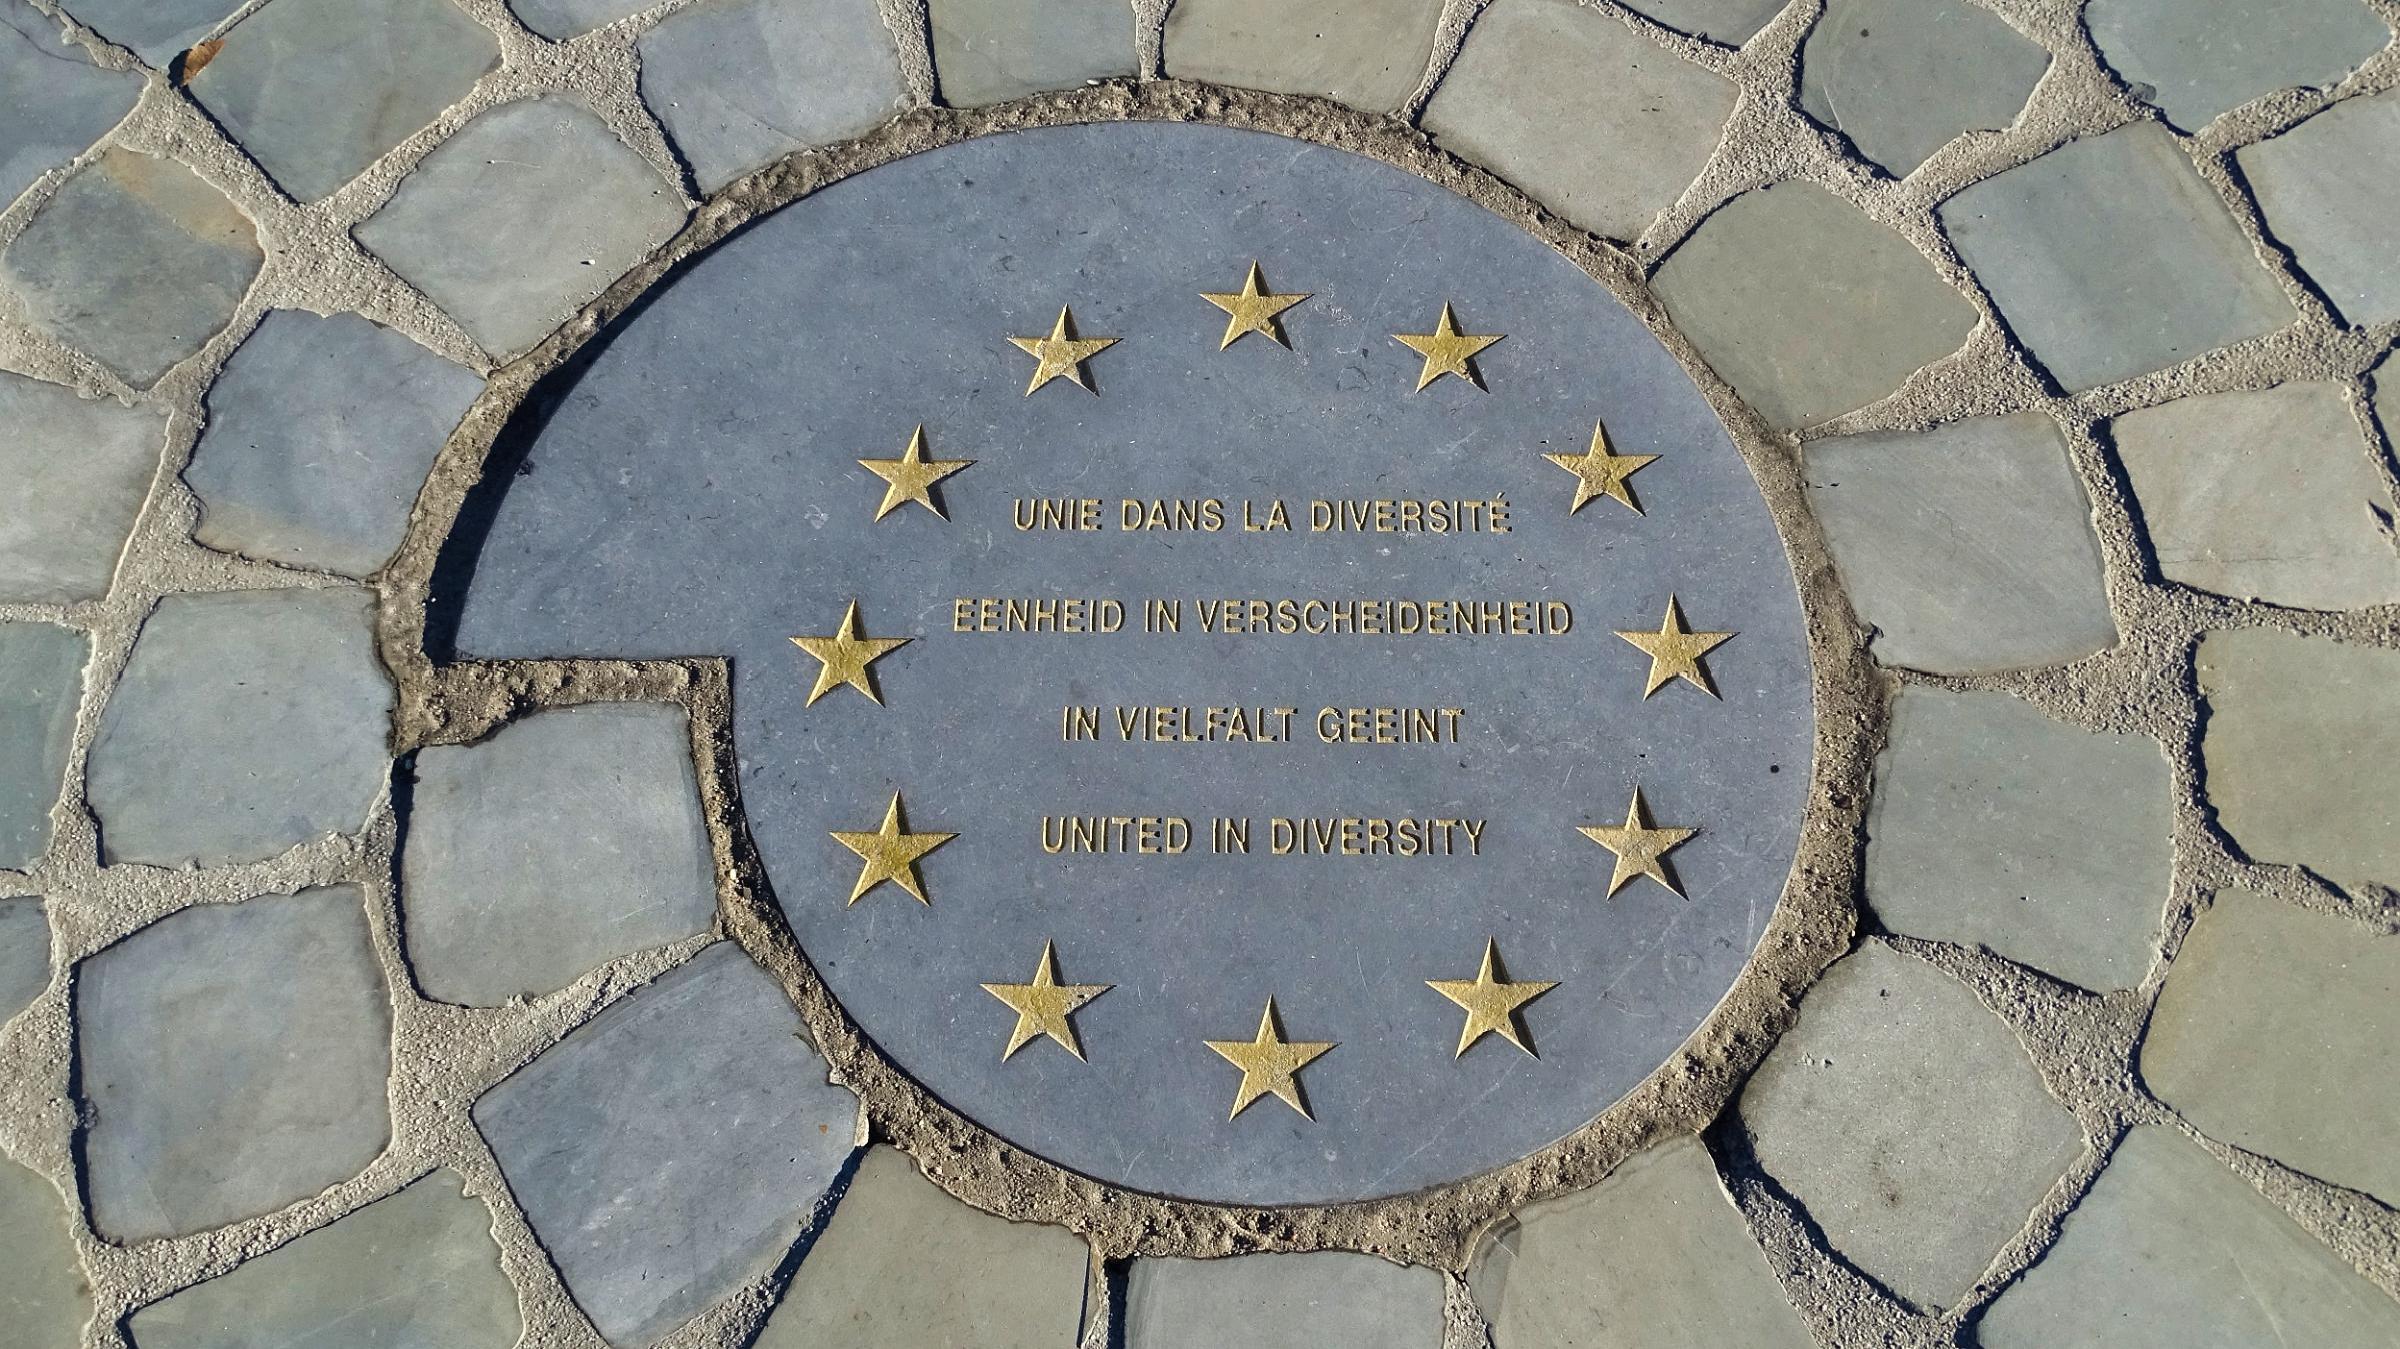 UNIE DANS LA DIVERSITÉ
EENHEID IN VERSCHEIDENHEID
IN VIELFALT GEEINT
UNITED IN DIVERSITY